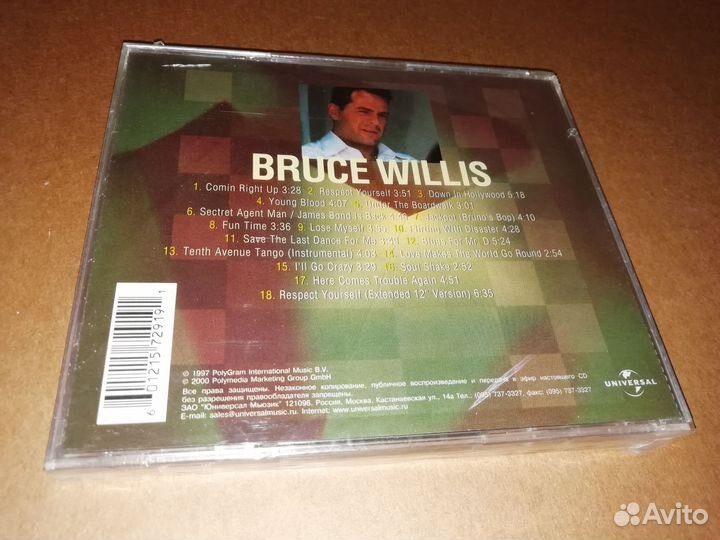 BRUCE WILLIS
1. Comin Right Up 3:28 2. Respect Yourself 3:51 3. Down In Hollywood 5:18
4. Young Blood 4:07 5. Under The Boardwalk 3:01
6. Sectret Agent Man / James Bond Is Back 4:40 7. Jackpot (Bruno's Bop) 4:10
8. Fun Time 3:36 9. Lose Myself 3:55 10. Flirting With Disaster 4:28
11. Save The Last Dance For Me 3:40 12. Blues For Mr. D 5:24
13. Tenth Avenue Tango (Instrumental) 4:03 14. Love Makes The World Go Round 2:54
15. I'll Go Crazy 3:29 16. Soul Shake 2:52
17. Here Comes Trouble Again 4:51
18. Respect Yourself (Extended 12" Version) 6:35
6 01215 72919 1
℗ 1997 PolyGram International Music B.V.
© 2000 Polymedia Marketing Group GmbH
Все права защищены. Незаконное копирование, публичное воспроизведение и передача в эфир настоящего CD
без разрешения правообладателя запрещены.
ЗАО "Юниверсал Мьюзик" 121096, Россия, Москва, Кастанаевская ул., 14а Тел.: (095) 737-3327, факс: (095) 737-3327
E-mail: sales@universalmusic.ru, Internet: www.universalmusic.ru
UNIVERSAL
Avito